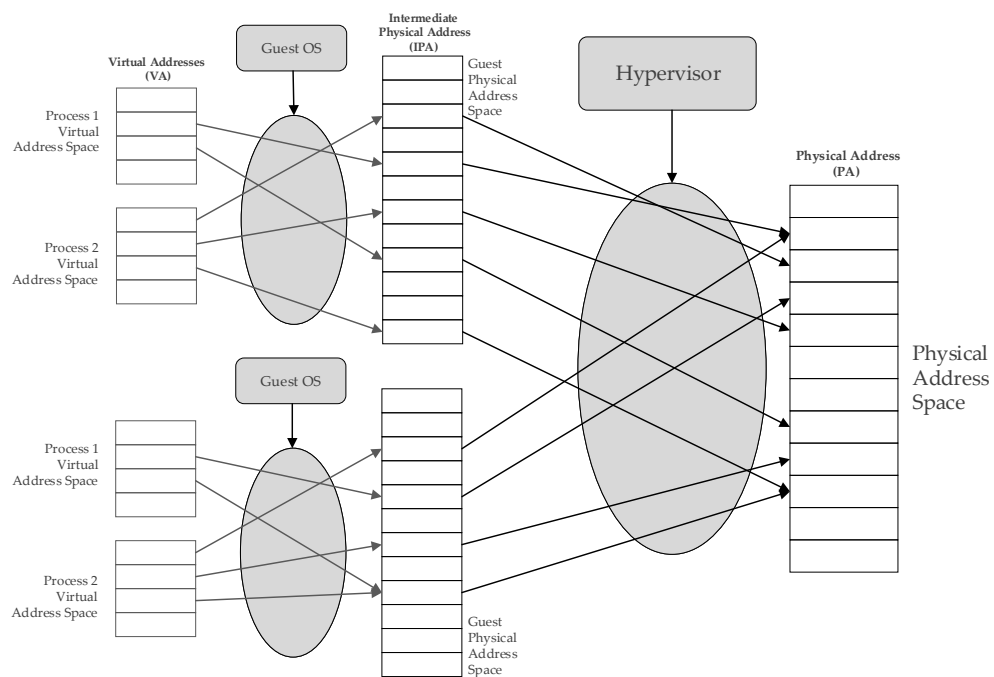 Intermediate
Physical Address
(IPA)
Guest OS
Virtual Addresses
(VA)
Guest
Physical
Address
Space
Hypervisor
Process 1
Virtual
Address Space
Physical Address
(PA)
Process 2
Virtual
Address Space
Physical
Address
Space
Guest OS
Process 1
Virtual
Address Space
Process 2
Virtual
Address Space
Guest
Physical
Address
Space